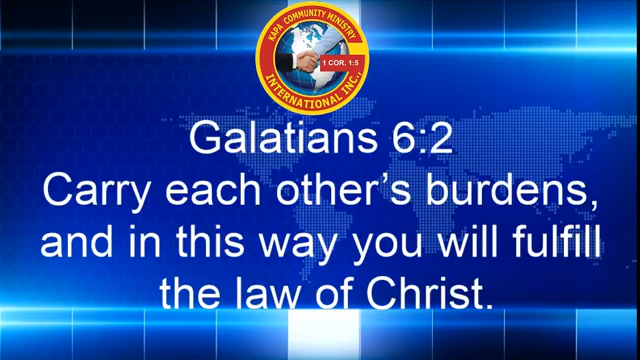 KAPA COMMUNITY MINISTRY
1 COR. 1:5
INTERNATIONAL INC.,
Galatians 6:2
Carry each other’s burdens,
and in this way you will fulfill
the law of Christ.